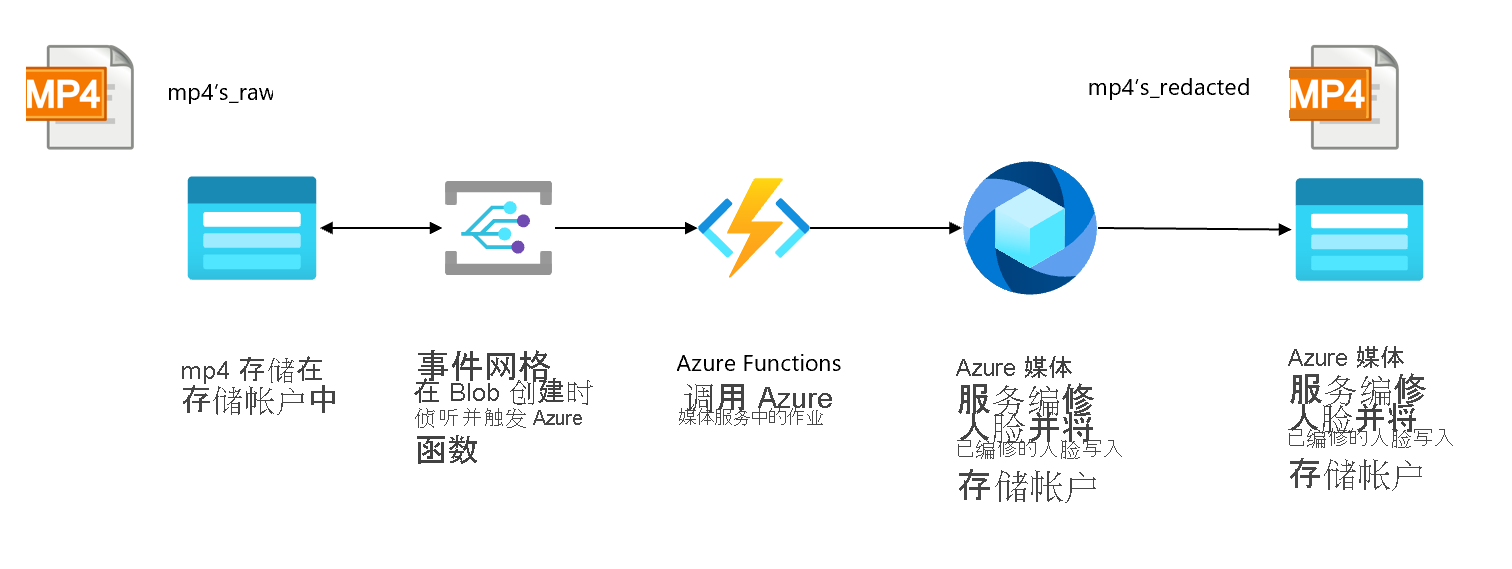 MP4
mp4's_raw
mp4's_redacted
MP4
mp4 存储在
存储帐户中
事件网格
在 Blob 创建时
侦听并触发 Azure
函数
Azure Functions
调用 Azure
媒体服务中的作业
Azure 媒体
服务编修
人脸并将
已编修的人脸写入
存储帐户
Azure 媒体
服务编修
人脸并将
已编修的人脸写入
存储帐户